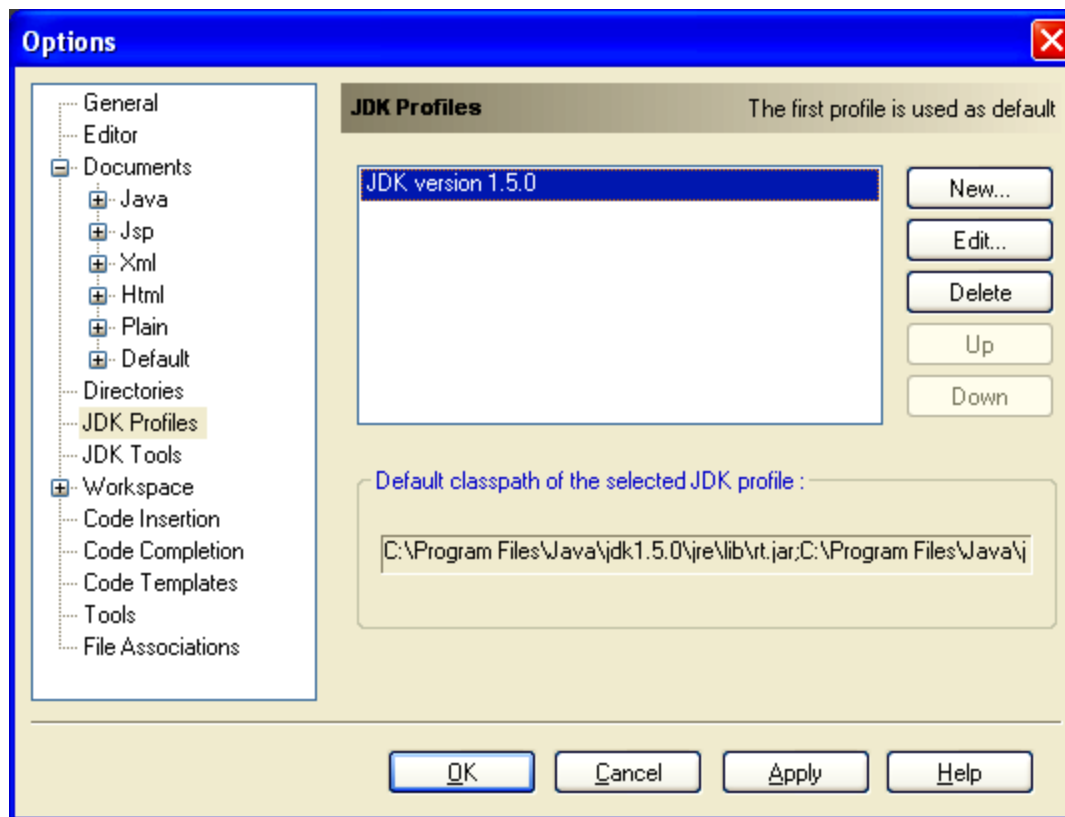 Options
General
Editor
Documents
Java
Jsp
Xml
Html
Plain
Default
Directories
JDK Profiles
JDK Tools
Workspace
Code Insertion
Code Completion
Code Templates
Tools
File Associations
JDK Profiles The first profile is used as default
JDK version 1.5.0
New...
Edit...
Delete
Up
Down
Default classpath of the selected JDK profile :
C:\Program Files\Java\jdk1.5.0\jre\lib\rt.jar;C:\Program Files\Java\j
OK Cancel Apply Help